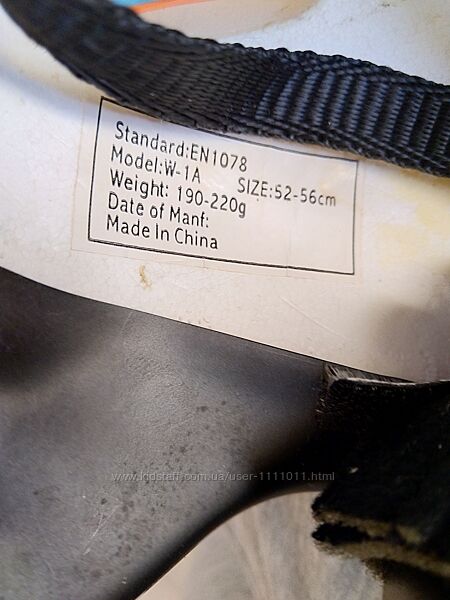 Standard:EN1078
Model:W-1A SIZE:52-56cm
Weight: 190-220g
Date of Manf:
Made In China
www.kidstaff.com.ua/user-1111011.html